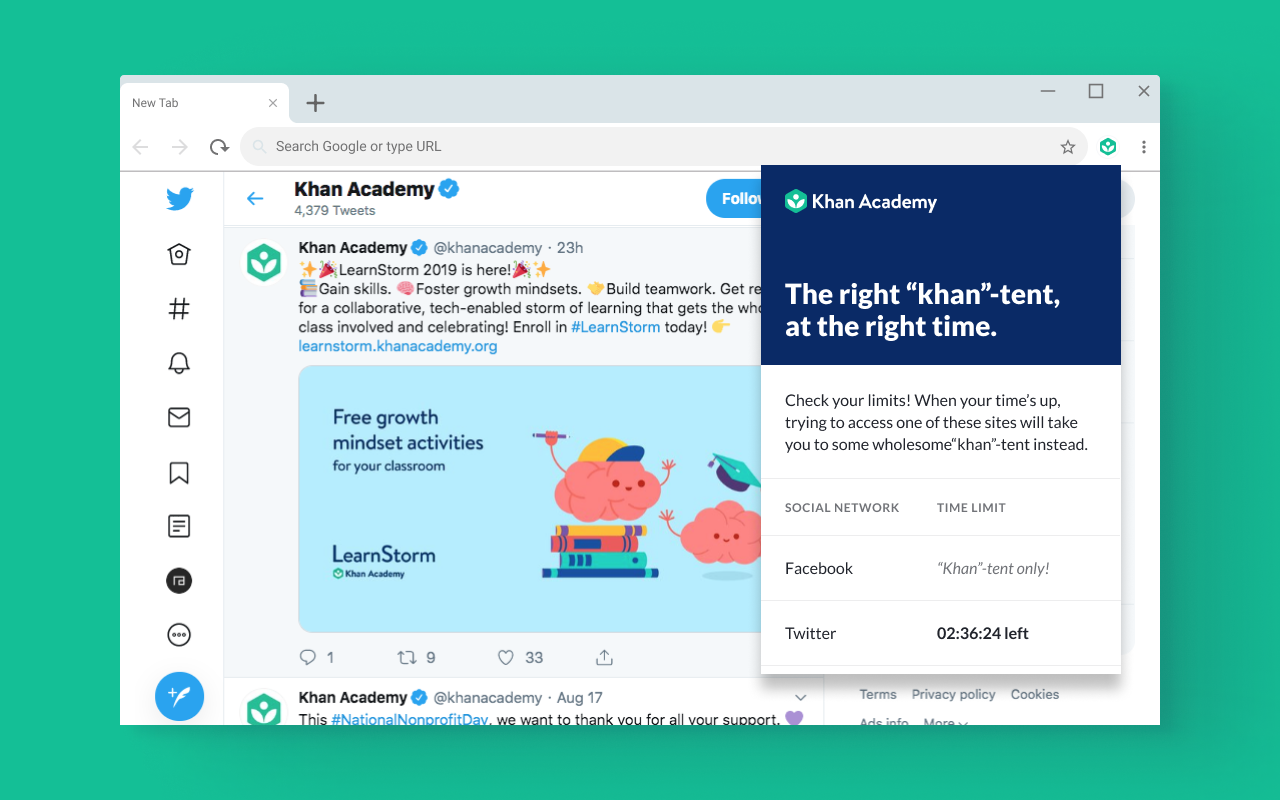 New Tab
Search Google or type URL
Khan Academy
4,379 Tweets
Follow
Khan Academy @khanacademy · 23h
✨🎉LearnStorm 2019 is here!🎉✨
📚Gain skills. 🧠Foster growth mindsets. 🤝Build teamwork. Get re
for a collaborative, tech-enabled storm of learning that gets the who
class involved and celebrating! Enroll in #LearnStorm today! 👉
learnstorm.khanacademy.org
Free growth
mindset activities
for your classroom
LearnStorm
Khan Academy
1 9 33
Khan Academy @khanacademy · Aug 17
This #NationalNonprofitDay, we want to thank you for all your support. 💜
Khan Academy
The right “khan”-tent,
at the right time.
Check your limits! When your time’s up,
trying to access one of these sites will take
you to some wholesome“khan”-tent instead.
SOCIAL NETWORK TIME LIMIT
Facebook “Khan”-tent only!
Twitter 02:36:24 left
Terms Privacy policy Cookies
Ads info More